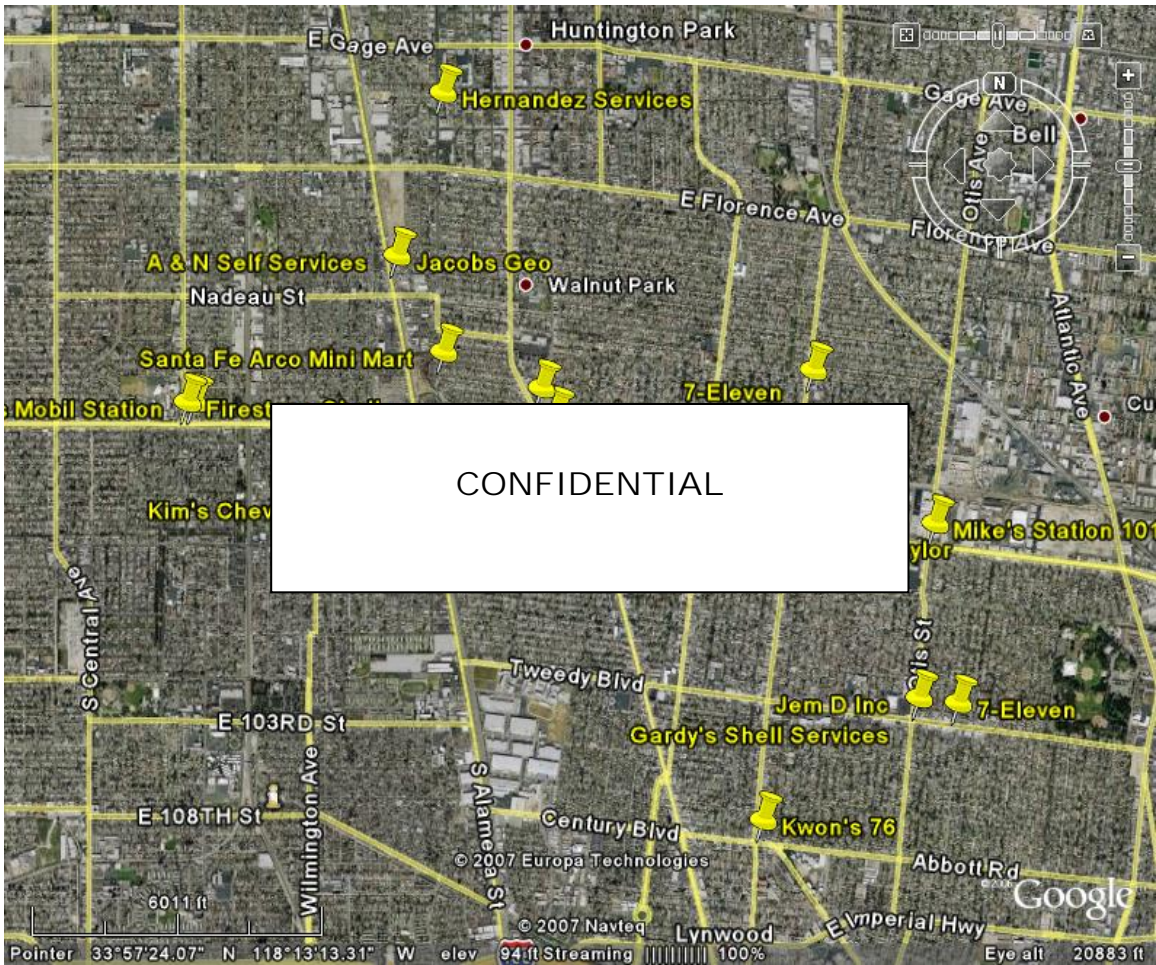 Huntington Park
E Gage Ave
Hernandez Services
Gage Ave
N
Bell
Otis Ave
E Florence Ave
Florence Ave
A & N Self Services
Jacobs Geo
Walnut Park
Nadeau St
Atlantic Ave
Santa Fe Arco Mini Mart
7-Eleven
Mobil Station
Cu
CONFIDENTIAL
Kim's Chev
Mike's Station 101
ylor
S Central Ave
Otis St
Tweedy Blvd
Jem D Inc
7-Eleven
E 103RD St
Gardy's Shell Services
Wilmington Ave
S Alameda St
E 108TH St
Century Blvd
Kwon's 76
© 2007 Europa Technologies
Abbott Rd
Google
6011 ft
© 2007 Navteq
Lynwood
E Imperial Hwy
Pointer 33°57'24.07" N 118°13'13.31" W elev 94 ft Streaming 100% Eye alt 20883 ft